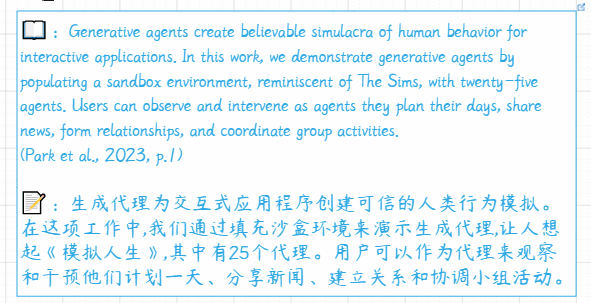 📖 : Generative agents create believable simulacra of human behavior for
interactive applications. In this work, we demonstrate generative agents by
populating a sandbox environment, reminiscent of The Sims, with twenty-five
agents. Users can observe and intervene as agents they plan their days, share
news, form relationships, and coordinate group activities.
(Park et al., 2023, p.1)
📝 : 生成代理为交互式应用程序创建可信的人类行为模拟。
在这项工作中,我们通过填充沙盒环境来演示生成代理,让人想
起《模拟人生》,其中有25个代理。用户可以作为代理来观察
和干预他们计划一天、分享新闻、建立关系和协调小组活动。